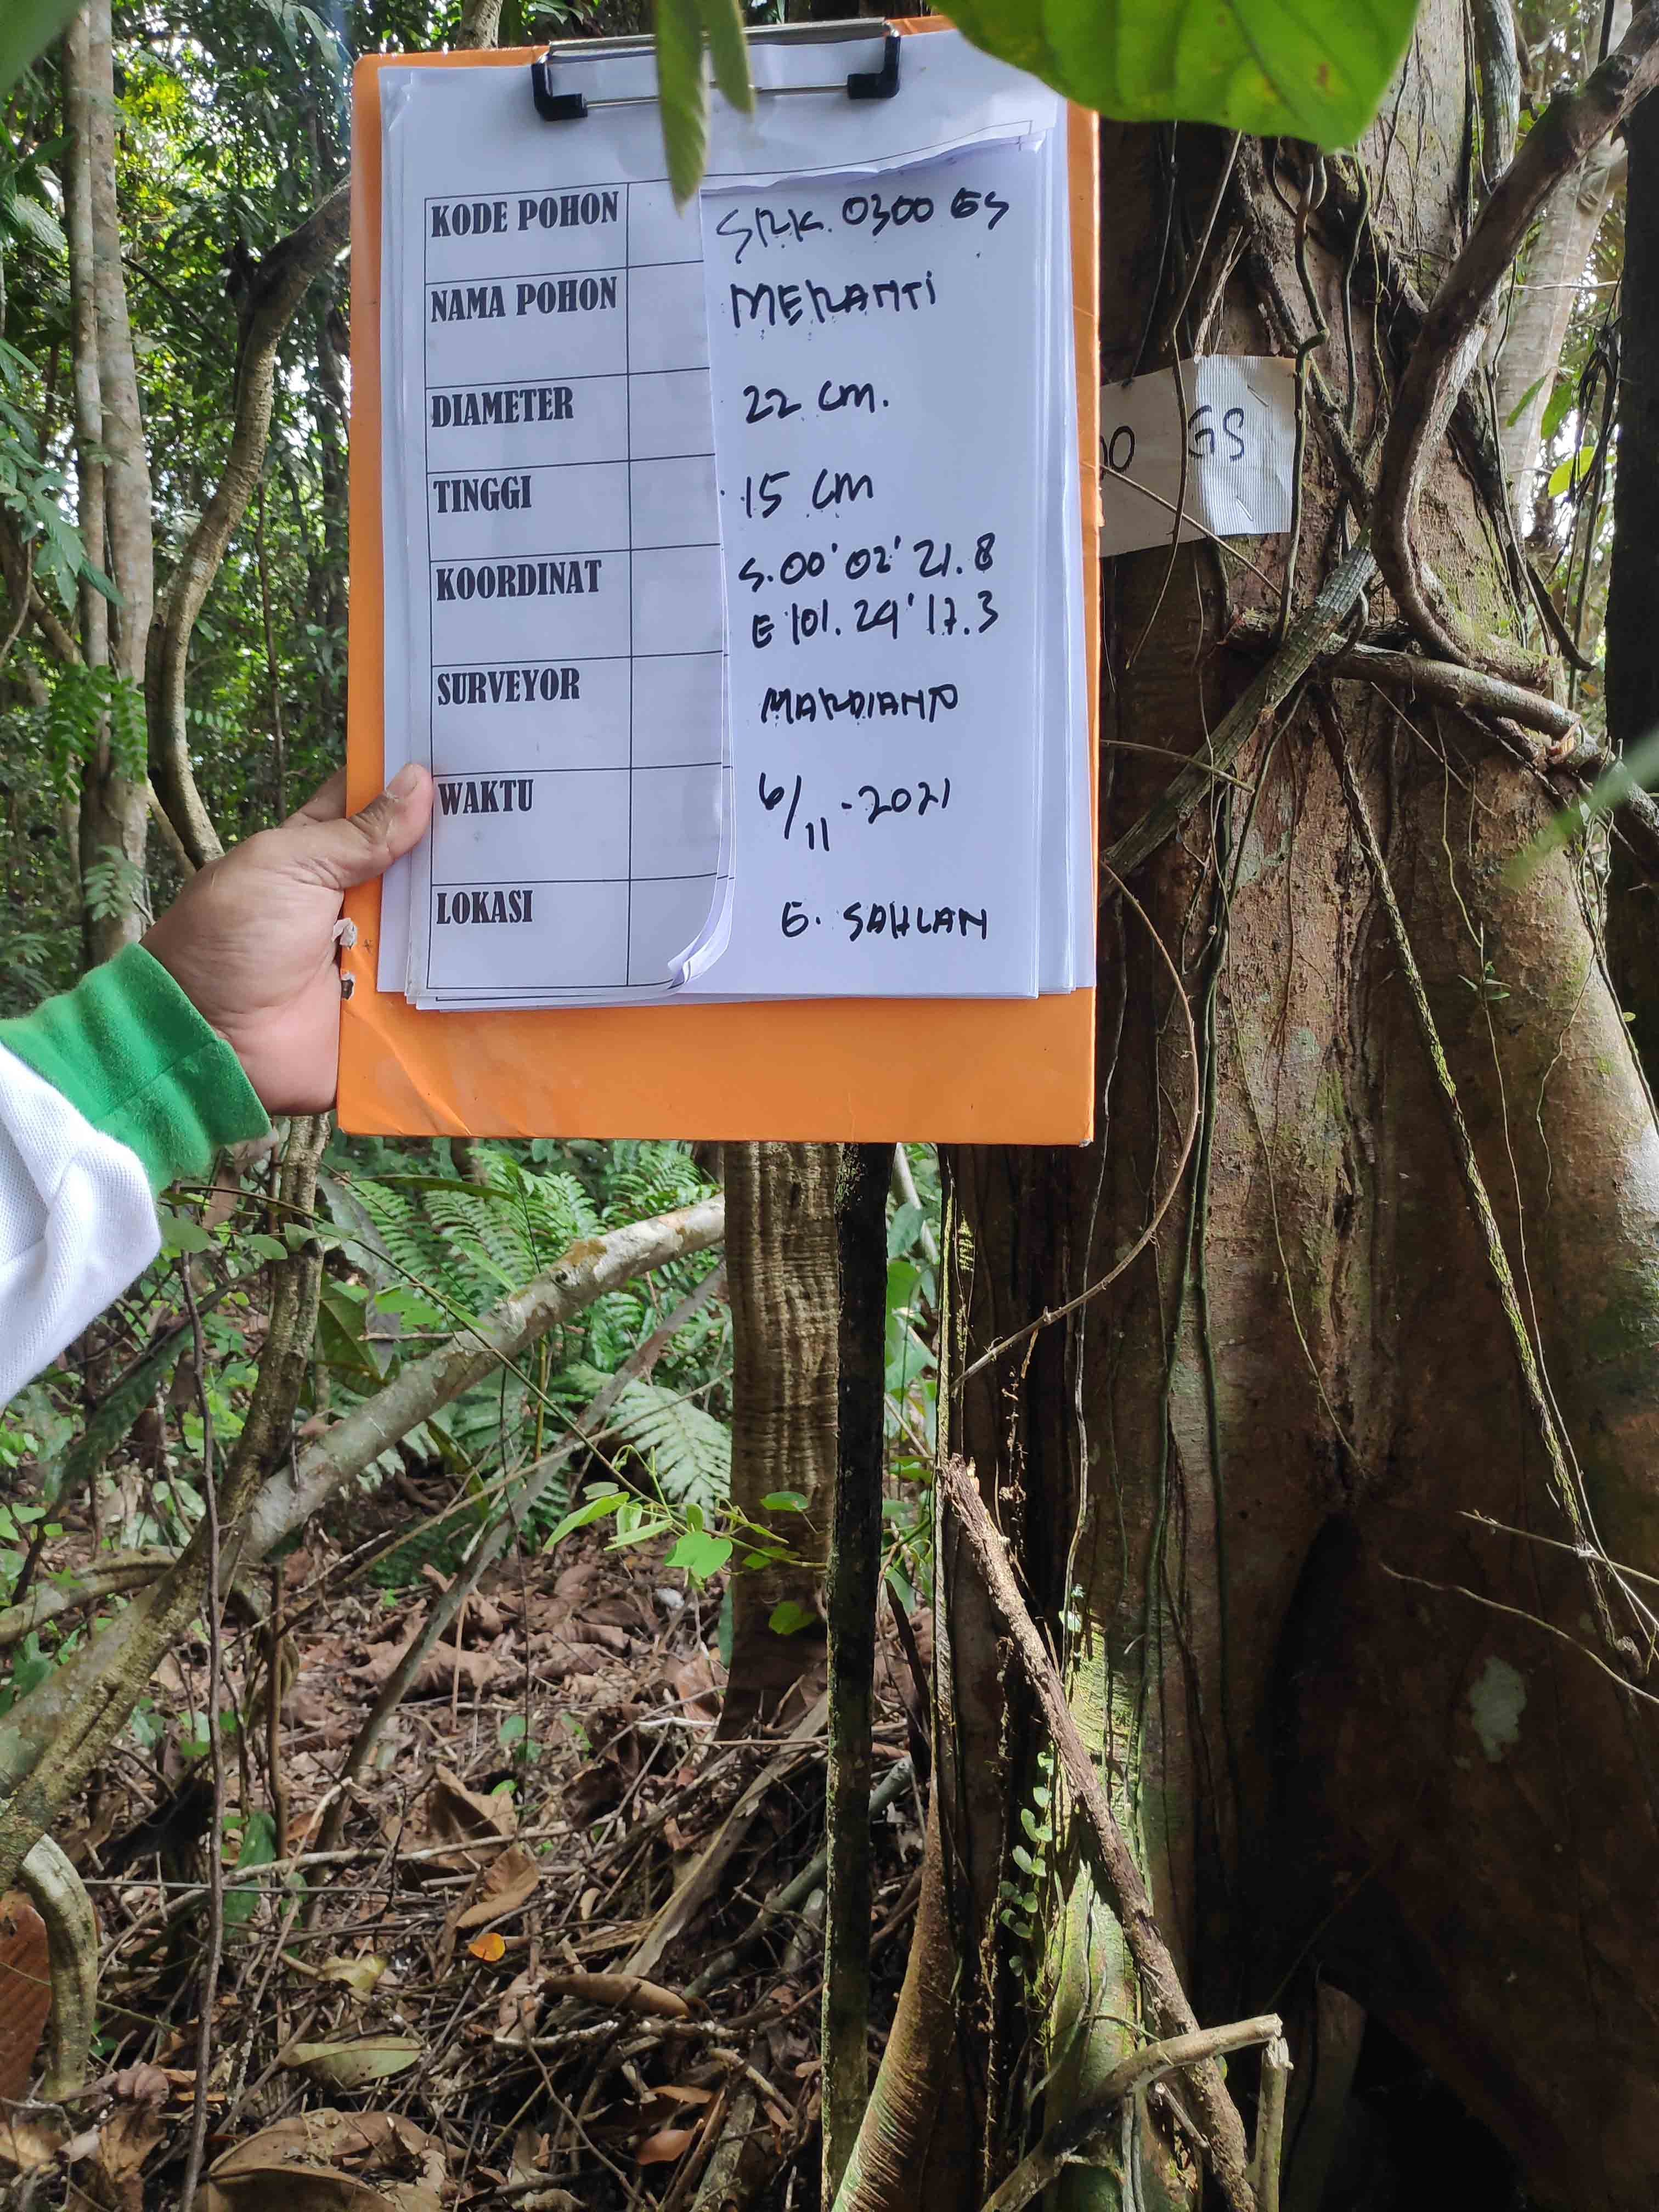 KODE POHON SRK. 0300 GS
NAMA POHON MERANTI
DIAMETER 22 cm.
TINGGI 15 cm
KOORDINAT S. 00' 02' 21.8
E 101. 29' 17.3
SURVEYOR MARDIANTO
WAKTU 6/11 - 2021
LOKASI G. SAHLAN
0 GS